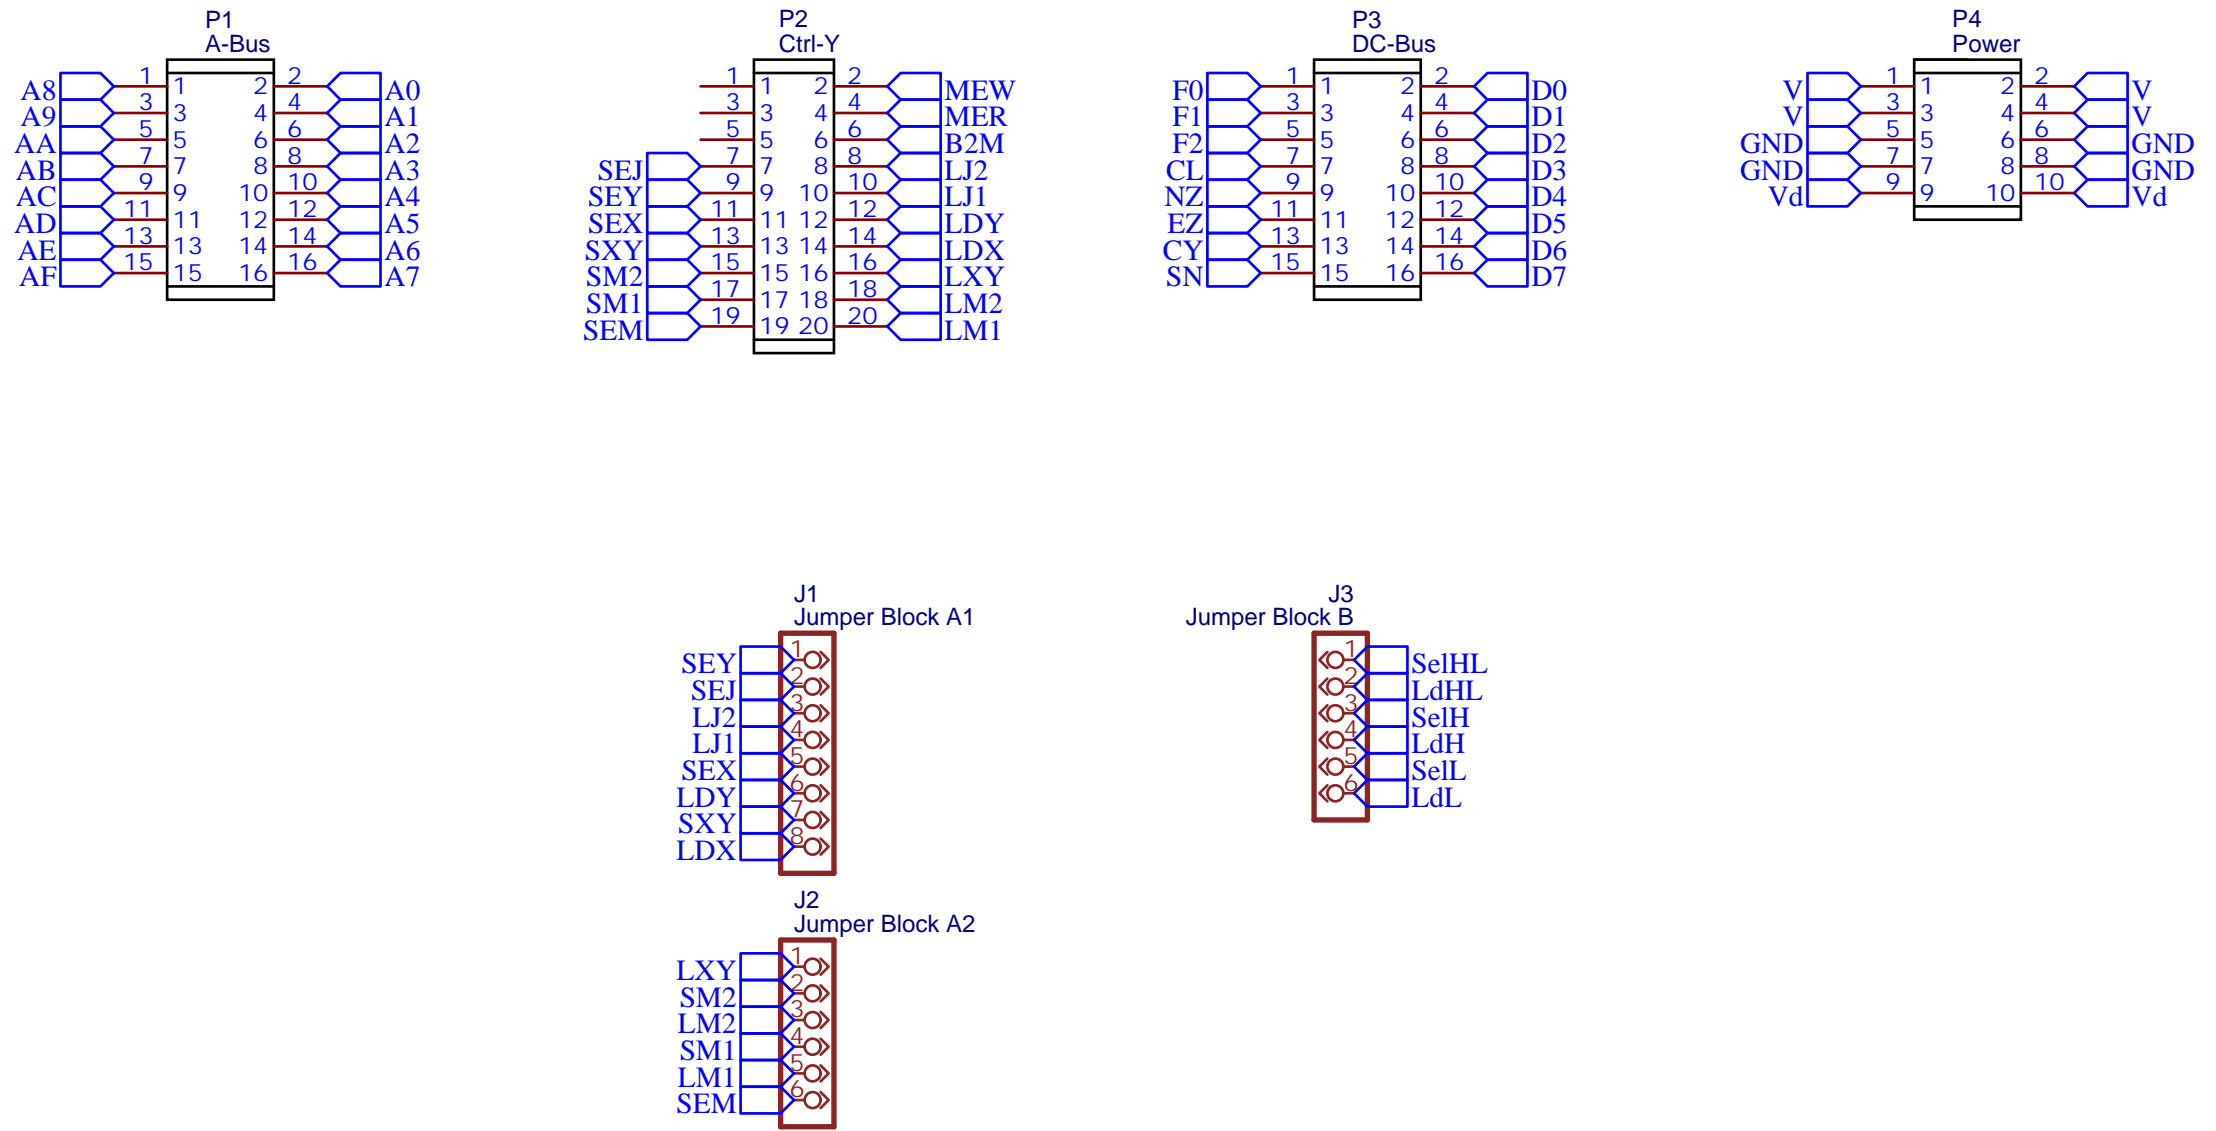 P1
A-Bus
A8 1 1 2 2 A0
A9 3 3 4 4 A1
AA 5 5 6 6 A2
AB 7 7 8 8 A3
AC 9 9 10 10 A4
AD 11 11 12 12 A5
AE 13 13 14 14 A6
AF 15 15 16 16 A7
P2
Ctrl-Y
1 1 2 2 MEW
3 3 4 4 MER
5 5 6 6 B2M
SEJ 7 7 8 8 LJ2
SEY 9 9 10 10 LJ1
SEX 11 11 12 12 LDY
SXY 13 13 14 14 LDX
SM2 15 15 16 16 LXY
SM1 17 17 18 18 LM2
SEM 19 19 20 20 LM1
P3
DC-Bus
F0 1 1 2 2 D0
F1 3 3 4 4 D1
F2 5 5 6 6 D2
CL 7 7 8 8 D3
NZ 9 9 10 10 D4
EZ 11 11 12 12 D5
CY 13 13 14 14 D6
SN 15 15 16 16 D7
P4
Power
V 1 1 2 2 V
V 3 3 4 4 V
GND 5 5 6 6 GND
GND 7 7 8 8 GND
Vd 9 9 10 10 Vd
J1
Jumper Block A1
SEY 1
SEJ 2
LJ2 3
LJ1 4
SEX 5
LDY 6
SXY 7
LDX 8
J3
Jumper Block B
1 SelHL
2 LdHL
3 SelH
4 LdH
5 SelL
6 LdL
J2
Jumper Block A2
LXY 1
SM2 2
LM2 3
SM1 4
LM1 5
SEM 6